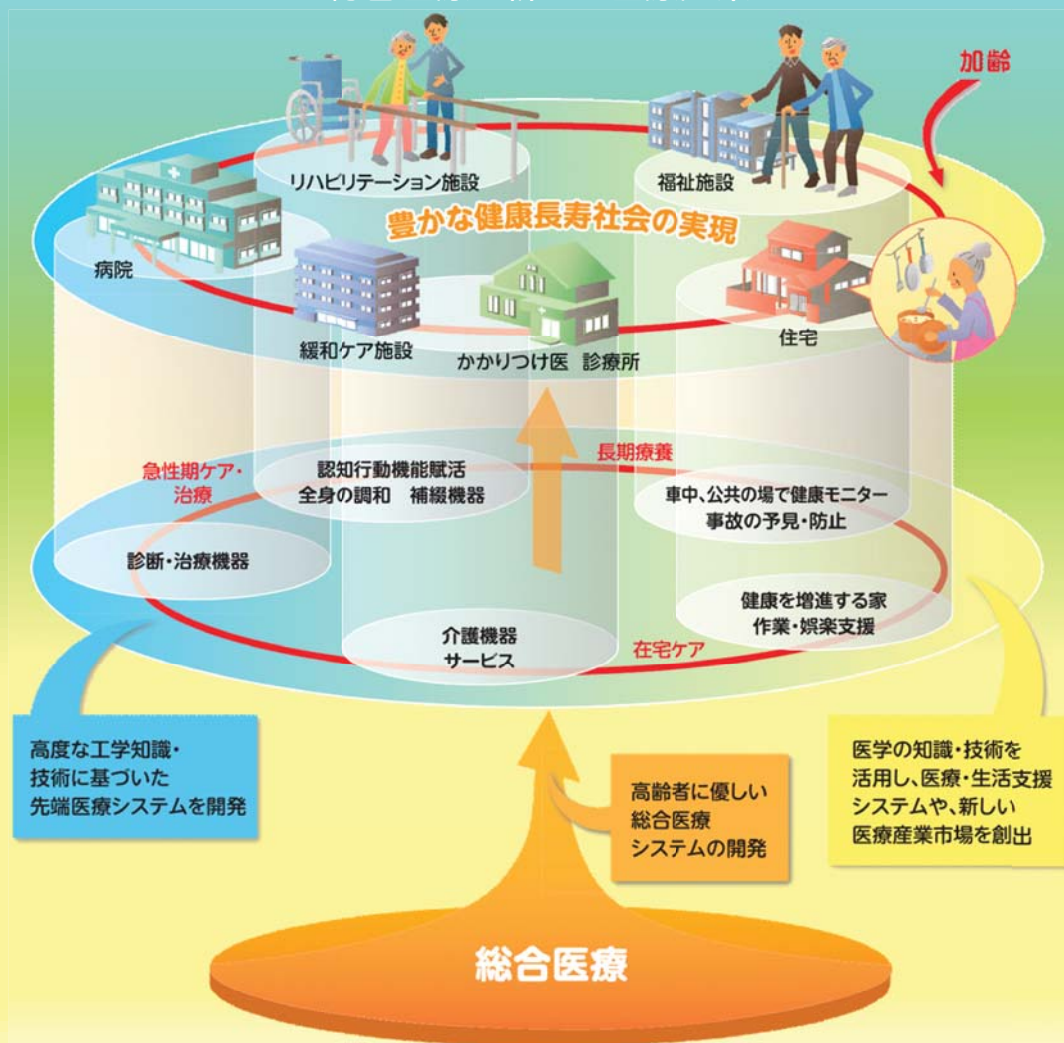 加齢
リハビリテーション施設
福祉施設
豊かな健康長寿社会の実現
病院
緩和ケア施設
かかりつけ医 診療所
住宅
急性期ケア・
治療
認知行動機能賦活
全身の調和 補綴機器
長期療養
車中、公共の場で健康モニター
事故の予見・防止
診断・治療機器
健康を増進する家
作業・娯楽支援
介護機器
サービス
在宅ケア
高度な工学知識・
技術に基づいた
先端医療システムを開発
高齢者に優しい
総合医療
システムの開発
医学の知識・技術を
活用し、医療・生活支援
システムや、新しい
医療産業市場を創出
総合医療